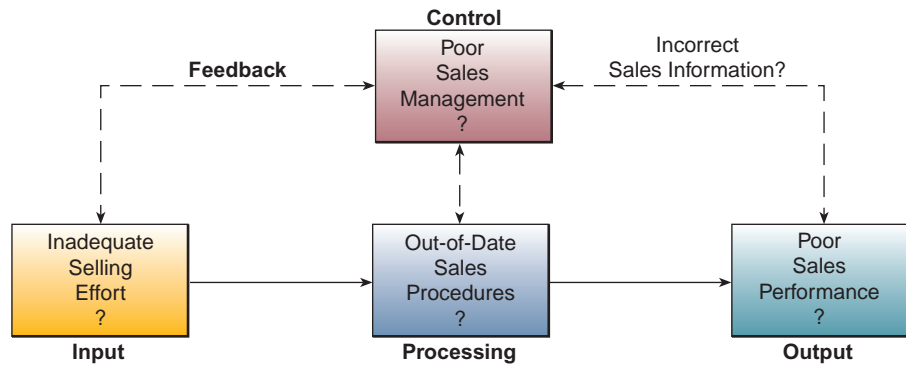 Control
Poor
Sales
Management
?
Feedback
Incorrect
Sales Information?
Inadequate
Selling
Effort
?
Input
Out-of-Date
Sales
Procedures
?
Processing
Poor
Sales
Performance
?
Output